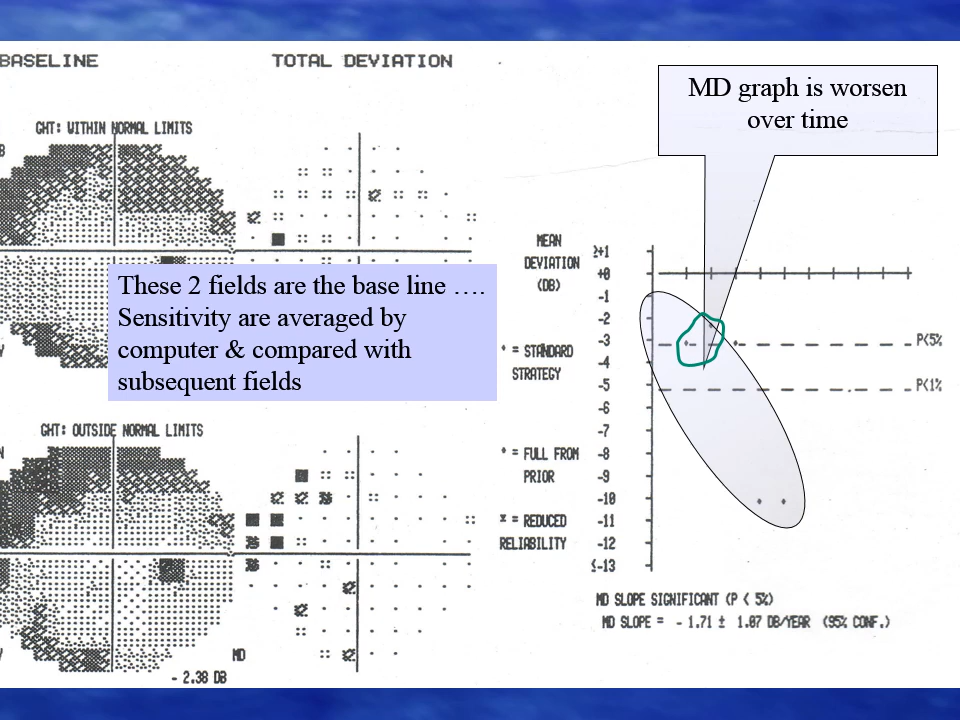 BASELINE
TOTAL DEVIATION
GHT: WITHIN NORMAL LIMITS
These 2 fields are the base line ….
Sensitivity are averaged by
computer & compared with
subsequent fields
GHT: OUTSIDE NORMAL LIMITS
MD
- 2.38 DB
MD graph is worsen
over time
MEAN
DEVIATION
(DB)
≥+1
+0
-1
-2
-3
-4
-5
-6
-7
-8
-9
-10
-11
-12
≤-13
P<5%
P<1%
* = STANDARD
STRATEGY
* = FULL FROM
PRIOR
X = REDUCED
RELIABILITY
MD SLOPE SIGNIFICANT (P < 5%)
MD SLOPE = - 1.71 ± 1.07 DB/YEAR (95% CONF.)